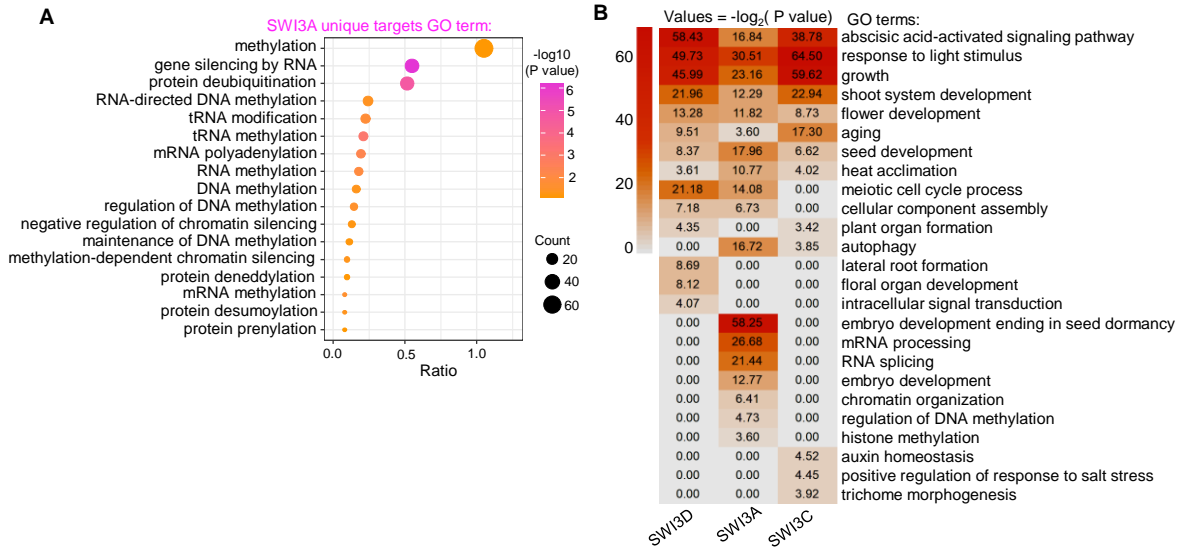 A
SWI3A unique targets GO term:
methylation
gene silencing by RNA
protein deubiquitination
RNA-directed DNA methylation
tRNA modification
tRNA methylation
mRNA polyadenylation
RNA methylation
DNA methylation
regulation of DNA methylation
negative regulation of chromatin silencing
maintenance of DNA methylation
methylation-dependent chromatin silencing
protein deneddylation
mRNA methylation
protein desumoylation
protein prenylation
0.0 0.5 1.0
Ratio
-log10
(P value)
6
5
4
3
2
Count
20
40
60
B
Values = -log2( P value) GO terms:
60
40
20
0
58.43 16.84 38.78 abscisic acid-activated signaling pathway
49.73 30.51 64.50 response to light stimulus
45.99 23.16 59.62 growth
21.96 12.29 22.94 shoot system development
13.28 11.82 8.73 flower development
9.51 3.60 17.30 aging
8.37 17.96 6.62 seed development
3.61 10.77 4.02 heat acclimation
21.18 14.08 0.00 meiotic cell cycle process
7.18 6.73 0.00 cellular component assembly
4.35 0.00 3.42 plant organ formation
0.00 16.72 3.85 autophagy
8.69 0.00 0.00 lateral root formation
8.12 0.00 0.00 floral organ development
4.07 0.00 0.00 intracellular signal transduction
0.00 58.25 0.00 embryo development ending in seed dormancy
0.00 26.68 0.00 mRNA processing
0.00 21.44 0.00 RNA splicing
0.00 12.77 0.00 embryo development
0.00 6.41 0.00 chromatin organization
0.00 4.73 0.00 regulation of DNA methylation
0.00 3.60 0.00 histone methylation
0.00 0.00 4.52 auxin homeostasis
0.00 0.00 4.45 positive regulation of response to salt stress
0.00 0.00 3.92 trichome morphogenesis
SWI3D SWI3A SWI3C